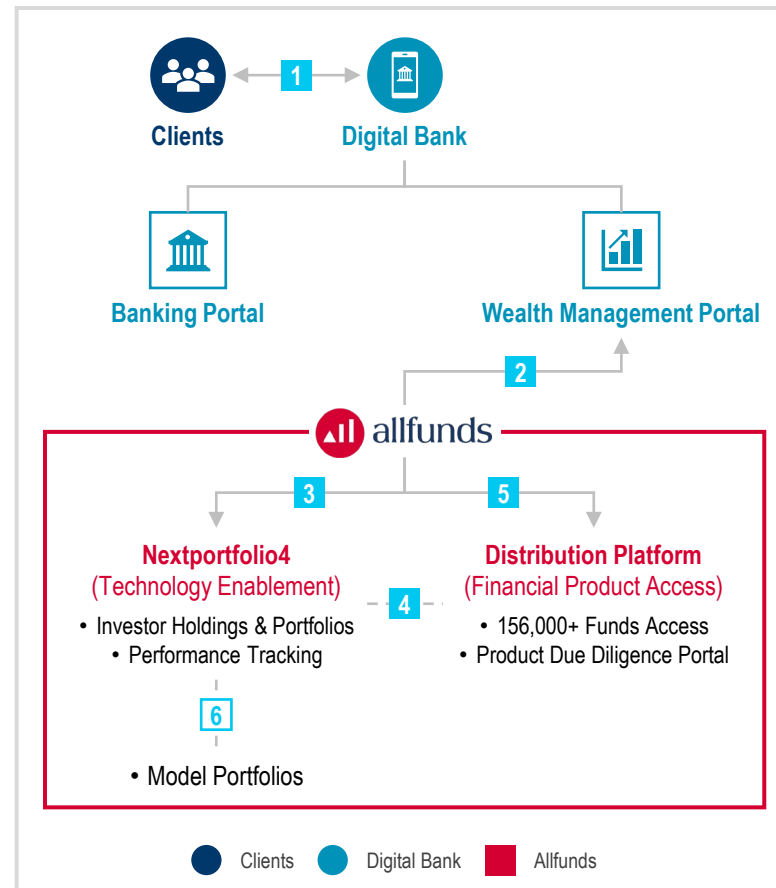 1
Clients
Digital Bank
Banking Portal
Wealth Management Portal
2
allfunds
3
5
Nextportfolio4
(Technology Enablement)
Distribution Platform
(Financial Product Access)
4
• Investor Holdings & Portfolios
• Performance Tracking
• 156,000+ Funds Access
• Product Due Diligence Portal
6
• Model Portfolios
Clients
Digital Bank
Allfunds